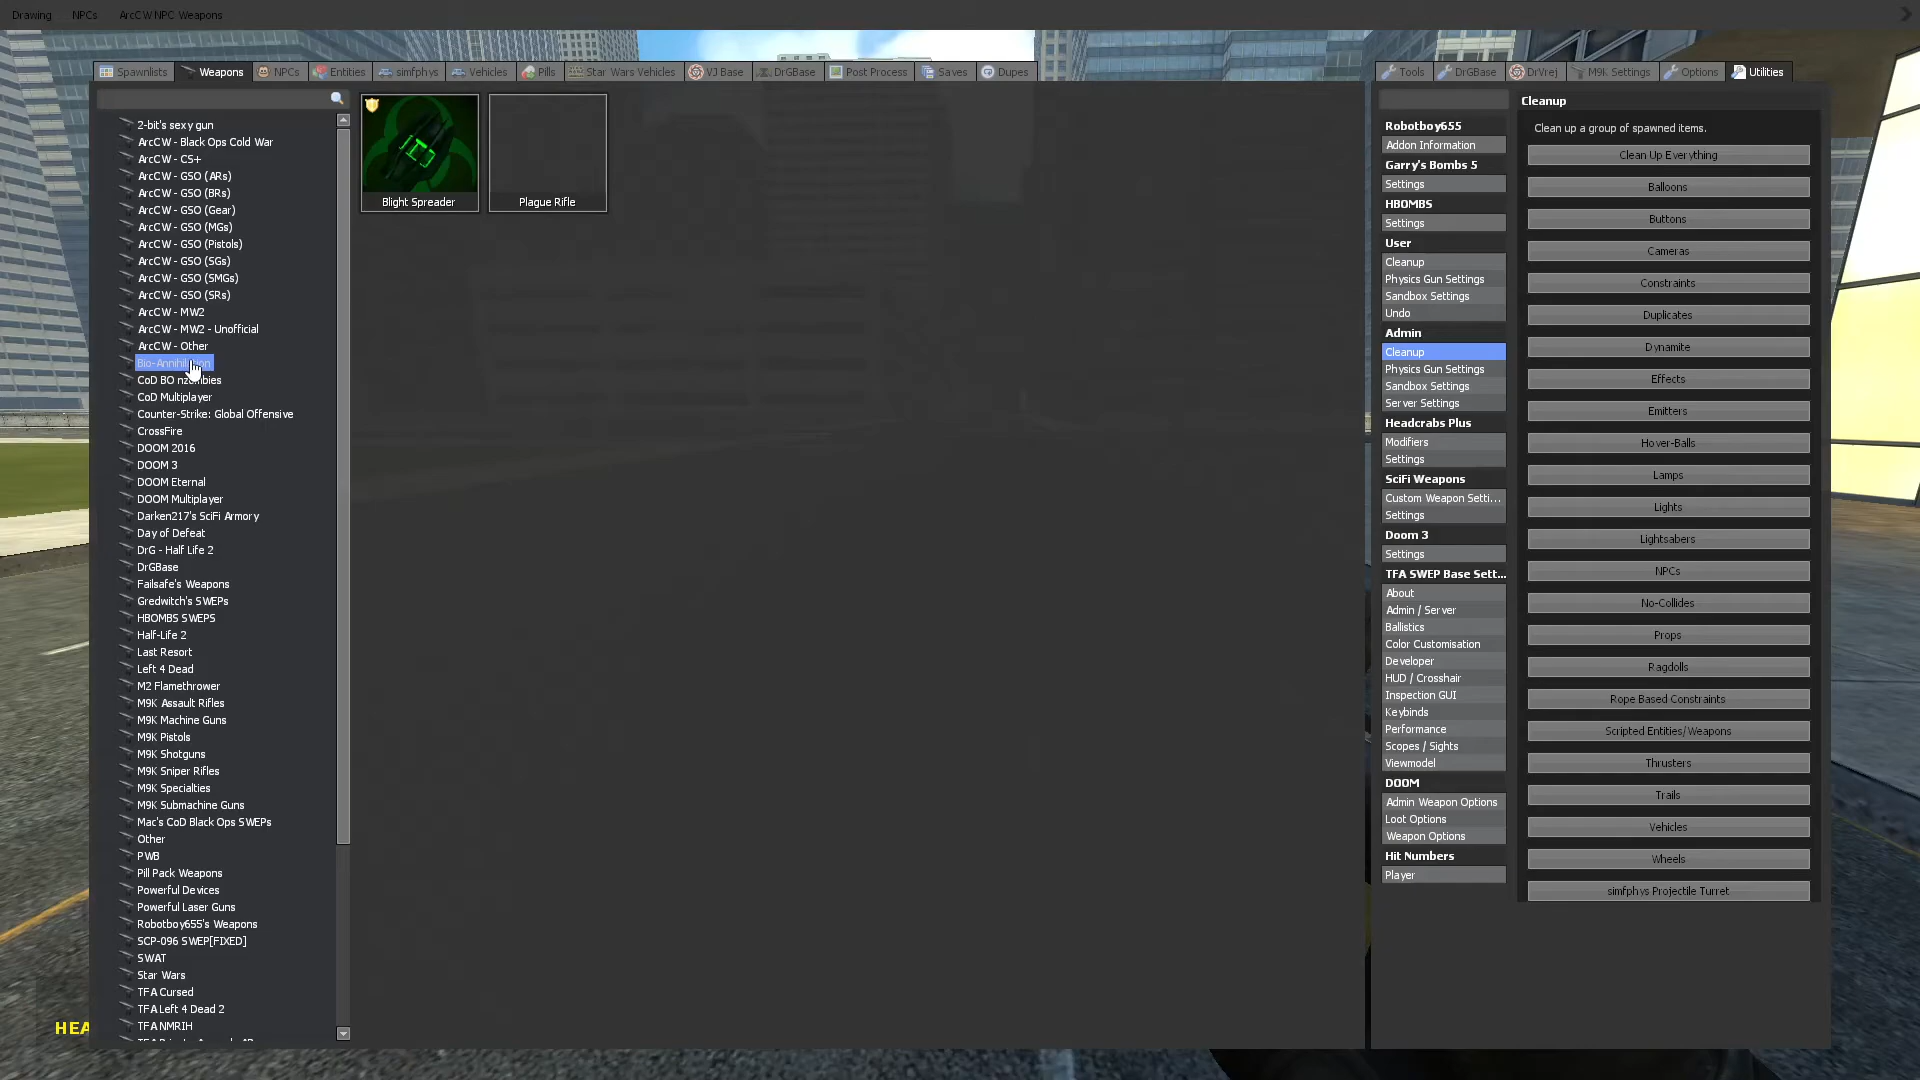 Drawing NPCs ArcCW NPC Weapons
Spawnlists Weapons NPCs Entities simfphys Vehicles Pills Star Wars Vehicles VJ Base DrGBase Post Process Saves Dupes
Tools DrGBase DrVrej M9K Settings Options Utilities
2-bit's sexy gun
ArcCW - Black Ops Cold War
ArcCW - CS+
ArcCW - GSO (ARs)
ArcCW - GSO (BRs)
ArcCW - GSO (Gear)
ArcCW - GSO (MGs)
ArcCW - GSO (Pistols)
ArcCW - GSO (SGs)
ArcCW - GSO (SMGs)
ArcCW - GSO (SRs)
ArcCW - MW2
ArcCW - MW2 - Unofficial
ArcCW - Other
CoD BO nzombies
CoD Multiplayer
Counter-Strike: Global Offensive
CrossFire
DOOM 2016
DOOM 3
DOOM Eternal
DOOM Multiplayer
Darken217's SciFi Armory
Day of Defeat
DrG - Half Life 2
DrGBase
Failsafe's Weapons
Gredwitch's SWEPs
HBOMBS SWEPS
Half-Life 2
Last Resort
Left 4 Dead
M2 Flamethrower
M9K Assault Rifles
M9K Machine Guns
M9K Pistols
M9K Shotguns
M9K Sniper Rifles
M9K Specialties
M9K Submachine Guns
Mac's CoD Black Ops SWEPs
Other
PWB
Pill Pack Weapons
Powerful Devices
Powerful Laser Guns
Robotboy655's Weapons
SCP-096 SWEP[FIXED]
SWAT
Star Wars
TFA Cursed
TFA Left 4 Dead 2
TFA NMRIH
HEA
Blight Spreader
Plague Rifle
Robotboy655
Addon Information
Garry's Bombs 5
Settings
HBOMBS
Settings
User
Cleanup
Physics Gun Settings
Sandbox Settings
Undo
Admin
Cleanup
Physics Gun Settings
Sandbox Settings
Server Settings
Headcrabs Plus
Modifiers
Settings
SciFi Weapons
Custom Weapon Setti...
Settings
Doom 3
Settings
TFA SWEP Base Sett...
About
Admin / Server
Ballistics
Color Customisation
Developer
HUD / Crosshair
Inspection GUI
Keybinds
Performance
Scopes / Sights
Viewmodel
DOOM
Admin Weapon Options
Loot Options
Weapon Options
Hit Numbers
Player
Cleanup
Clean up a group of spawned items.
Clean Up Everything
Balloons
Buttons
Cameras
Constraints
Duplicates
Dynamite
Effects
Emitters
Hover-Balls
Lamps
Lights
Lightsabers
NPCs
No-Collides
Props
Ragdolls
Rope Based Constraints
Scripted Entities/Weapons
Thrusters
Trails
Vehicles
Wheels
simfphys Projectile Turret